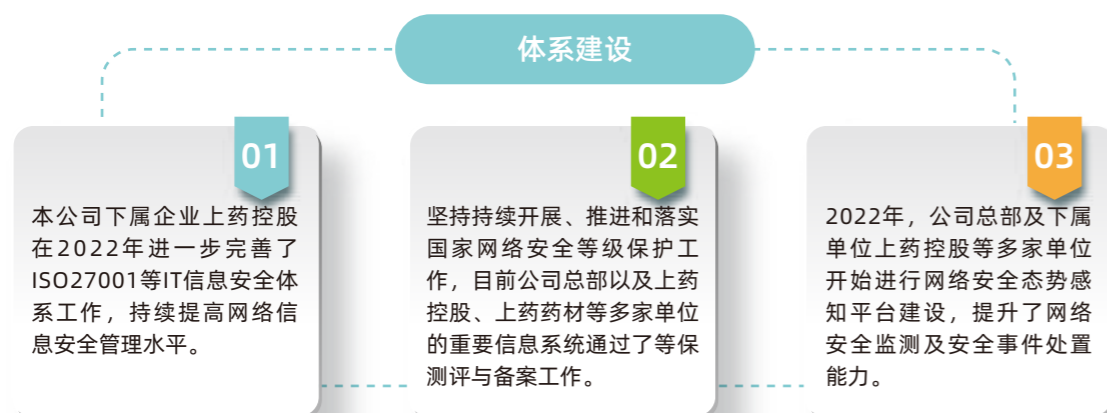 体系建设
01
本公司下属企业上药控股
在2022年进一步完善了
ISO27001等IT信息安全体
系工作，持续提高网络信
息安全管理水平。
02
坚持持续开展、推进和落实
国家网络安全等级保护工
作，目前公司总部以及上药
控股、上药药材等多家单位
的重要信息系统通过了等保
测评与备案工作。
03
2022年，公司总部及下属
单位上药控股等多家单位
开始进行网络安全态势感
知平台建设，提升了网络
安全监测及安全事件处置
能力。